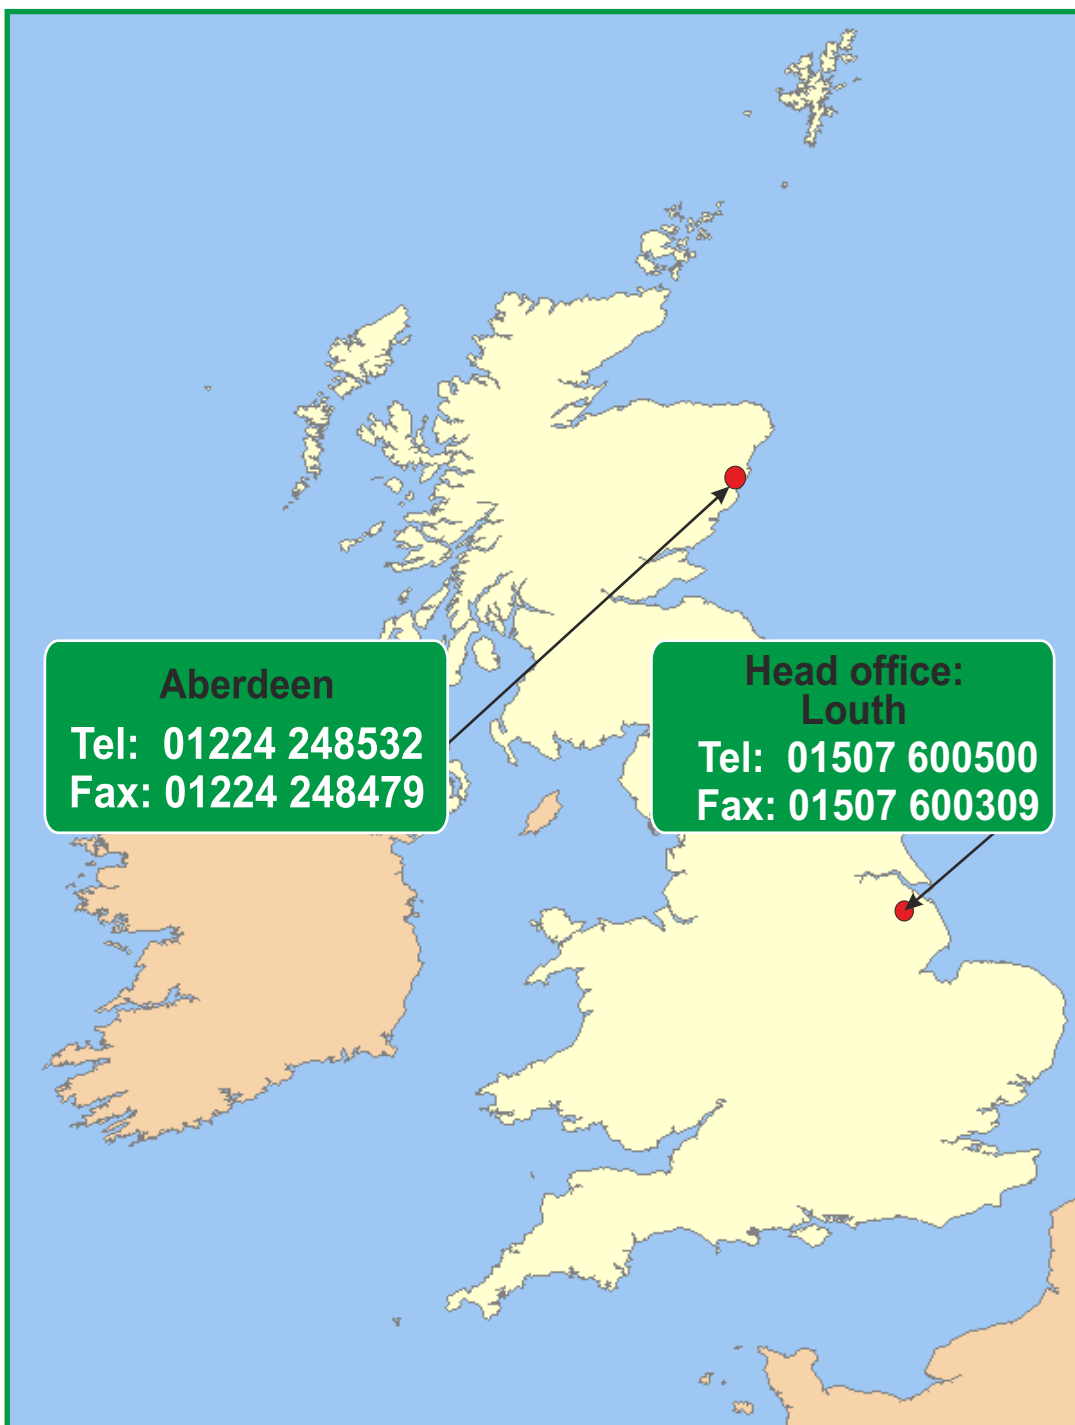 Aberdeen
Tel: 01224 248532
Fax: 01224 248479
Head office:
Louth
Tel: 01507 600500
Fax: 01507 600309